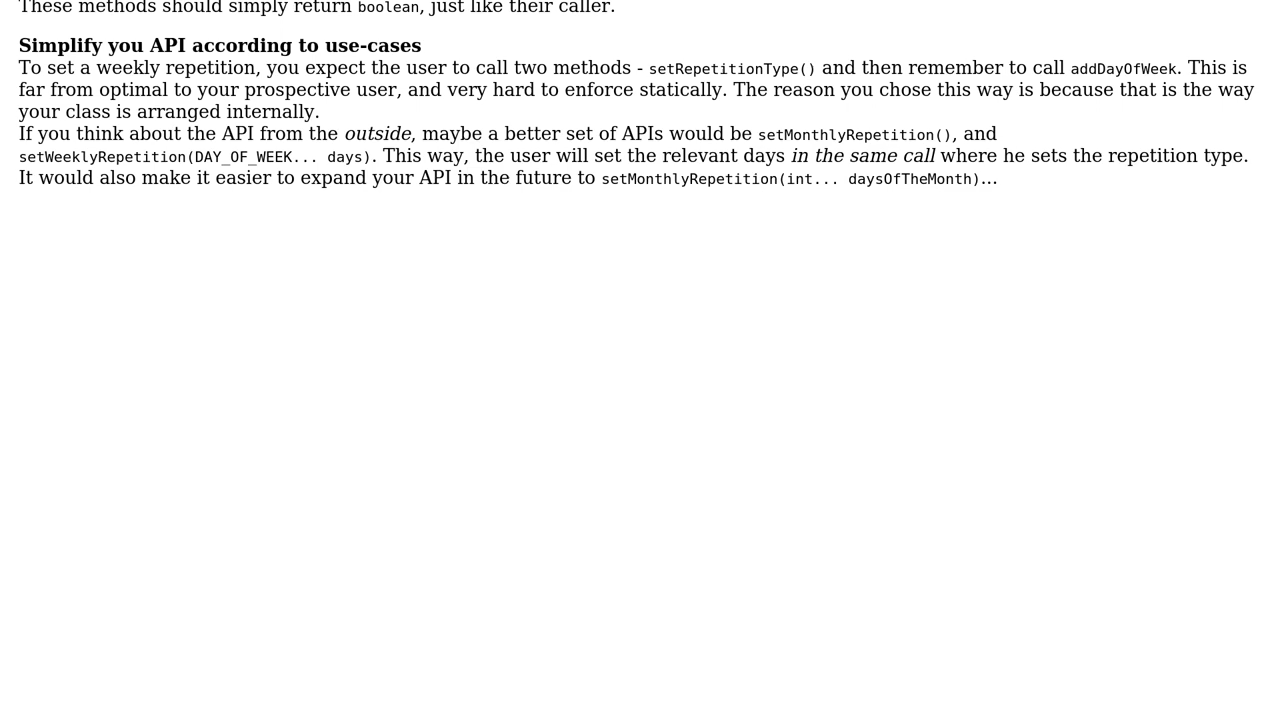 These methods should simply return boolean, just like their caller.
Simplify you API according to use-cases
To set a weekly repetition, you expect the user to call two methods - setRepetitionType() and then remember to call addDayOfWeek. This is
far from optimal to your prospective user, and very hard to enforce statically. The reason you chose this way is because that is the way
your class is arranged internally.
If you think about the API from the outside, maybe a better set of APIs would be setMonthlyRepetition(), and
setWeeklyRepetition(DAY_OF_WEEK... days). This way, the user will set the relevant days in the same call where he sets the repetition type.
It would also make it easier to expand your API in the future to setMonthlyRepetition(int... daysOfTheMonth)...